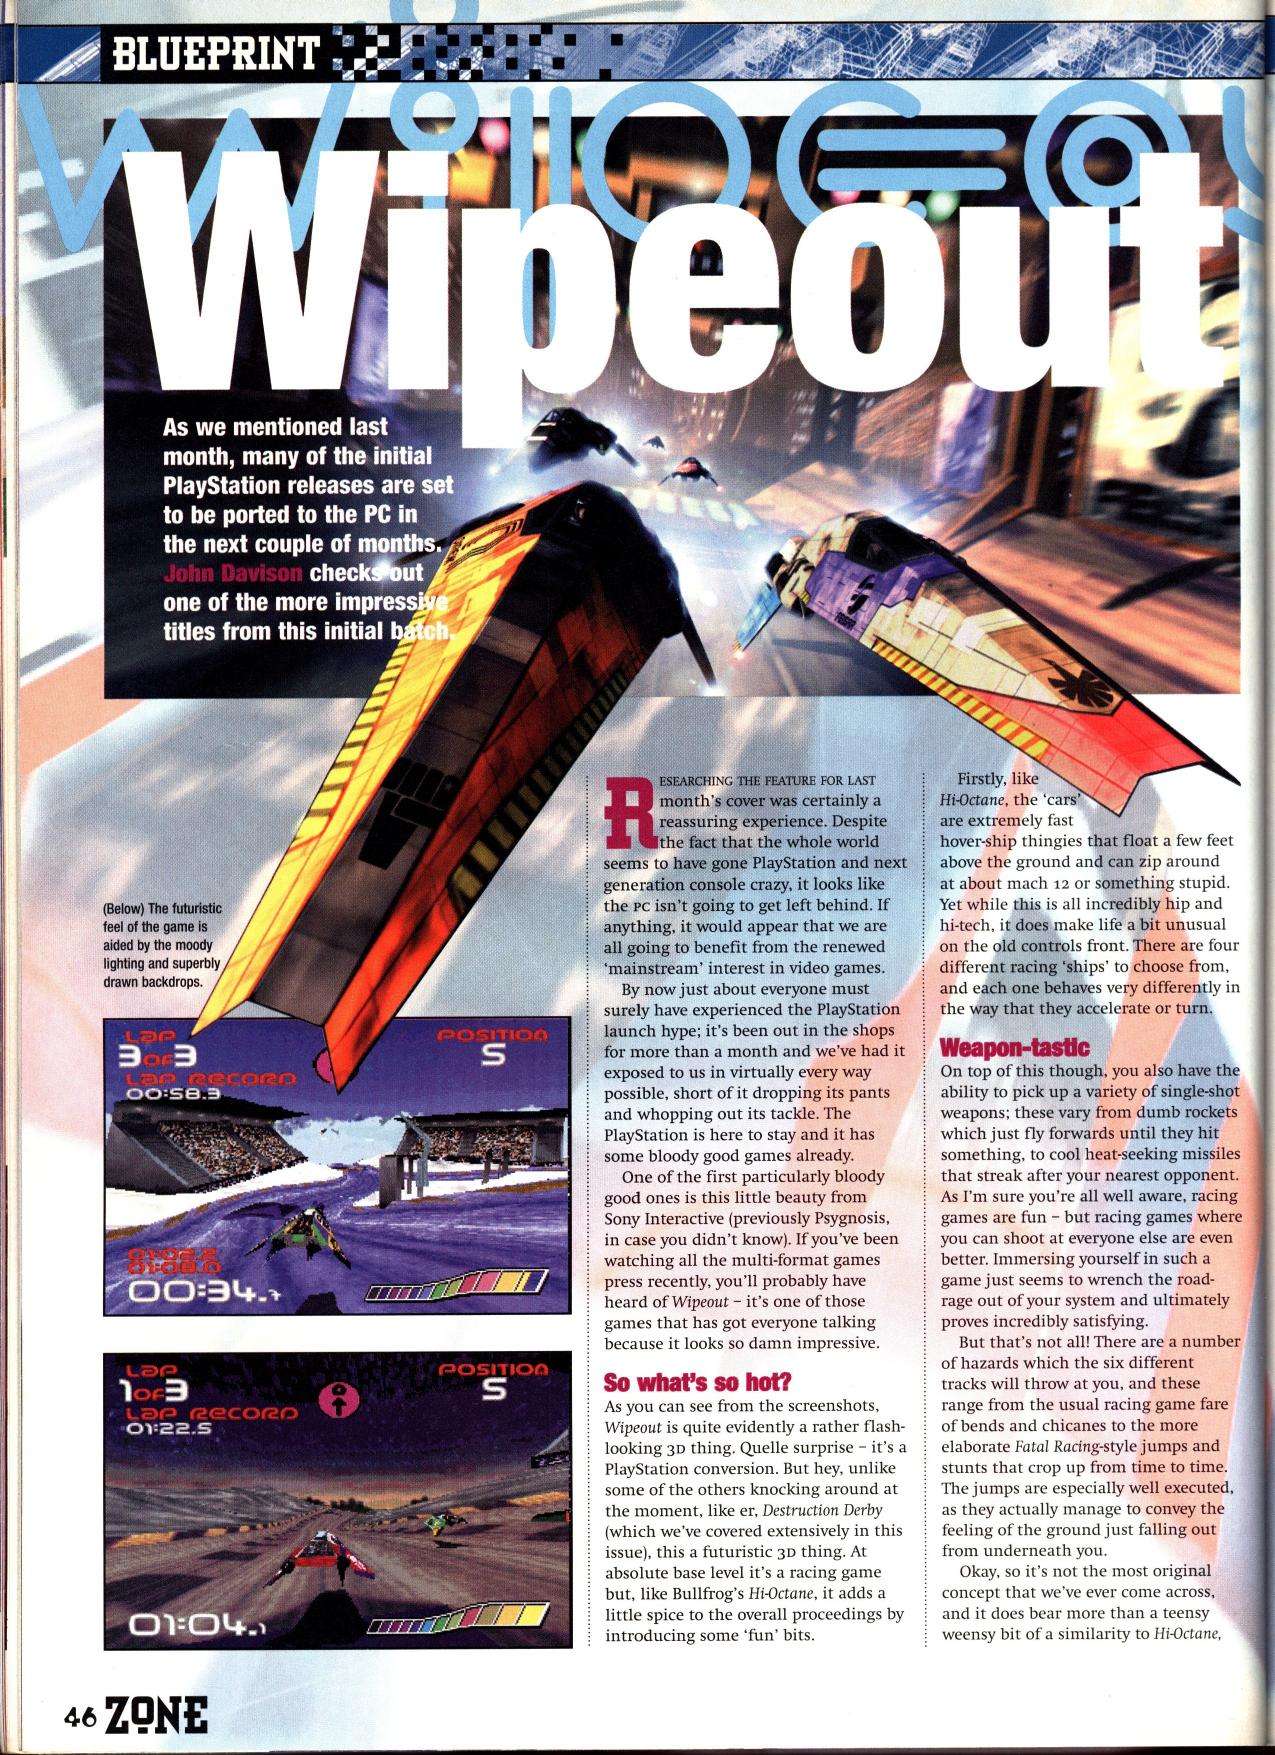 BLUEPRINT
wipeou
Wipeout
As we mentioned last
month, many of the initial
PlayStation releases are set
to be ported to the PC in
the next couple of months.
John Davison checks out
one of the more impressive
titles from this initial batch.
(Below) The futuristic
feel of the game is
aided by the moody
lighting and superbly
drawn backdrops.
LAP
3 OF 3
LAP RECORD
00:58.3
POSITION
5
01:02.2
01:08.0
00:34.7
LAP
1 OF 3
LAP RECORD
01:22.5
POSITION
5
01:04.1
RESEARCHING THE FEATURE FOR LAST
month's cover was certainly a
reassuring experience. Despite
the fact that the whole world
seems to have gone PlayStation and next
generation console crazy, it looks like
the PC isn't going to get left behind. If
anything, it would appear that we are
all going to benefit from the renewed
'mainstream' interest in video games.
By now just about everyone must
surely have experienced the PlayStation
launch hype; it's been out in the shops
for more than a month and we've had it
exposed to us in virtually every way
possible, short of it dropping its pants
and whopping out its tackle. The
PlayStation is here to stay and it has
some bloody good games already.
One of the first particularly bloody
good ones is this little beauty from
Sony Interactive (previously Psygnosis,
in case you didn't know). If you've been
watching all the multi-format games
press recently, you'll probably have
heard of Wipeout – it's one of those
games that has got everyone talking
because it looks so damn impressive.
So what's so hot?
As you can see from the screenshots,
Wipeout is quite evidently a rather flash-
looking 3D thing. Quelle surprise – it's a
PlayStation conversion. But hey, unlike
some of the others knocking around at
the moment, like er, Destruction Derby
(which we've covered extensively in this
issue), this a futuristic 3D thing. At
absolute base level it's a racing game
but, like Bullfrog's Hi-Octane, it adds a
little spice to the overall proceedings by
introducing some 'fun' bits.
Firstly, like
Hi-Octane, the 'cars'
are extremely fast
hover-ship thingies that float a few feet
above the ground and can zip around
at about mach 12 or something stupid.
Yet while this is all incredibly hip and
hi-tech, it does make life a bit unusual
on the old controls front. There are four
different racing 'ships' to choose from,
and each one behaves very differently in
the way that they accelerate or turn.
Weapon-tastic
On top of this though, you also have the
ability to pick up a variety of single-shot
weapons; these vary from dumb rockets
which just fly forwards until they hit
something, to cool heat-seeking missiles
that streak after your nearest opponent.
As I'm sure you're all well aware, racing
games are fun – but racing games where
you can shoot at everyone else are even
better. Immersing yourself in such a
game just seems to wrench the road-
rage out of your system and ultimately
proves incredibly satisfying.
But that's not all! There are a number
of hazards which the six different
tracks will throw at you, and these
range from the usual racing game fare
of bends and chicanes to the more
elaborate Fatal Racing-style jumps and
stunts that crop up from time to time.
The jumps are especially well executed,
as they actually manage to convey the
feeling of the ground just falling out
from underneath you.
Okay, so it's not the most original
concept that we've ever come across,
and it does bear more than a teensy
weensy bit of a similarity to Hi-Octane,
46 ZONE